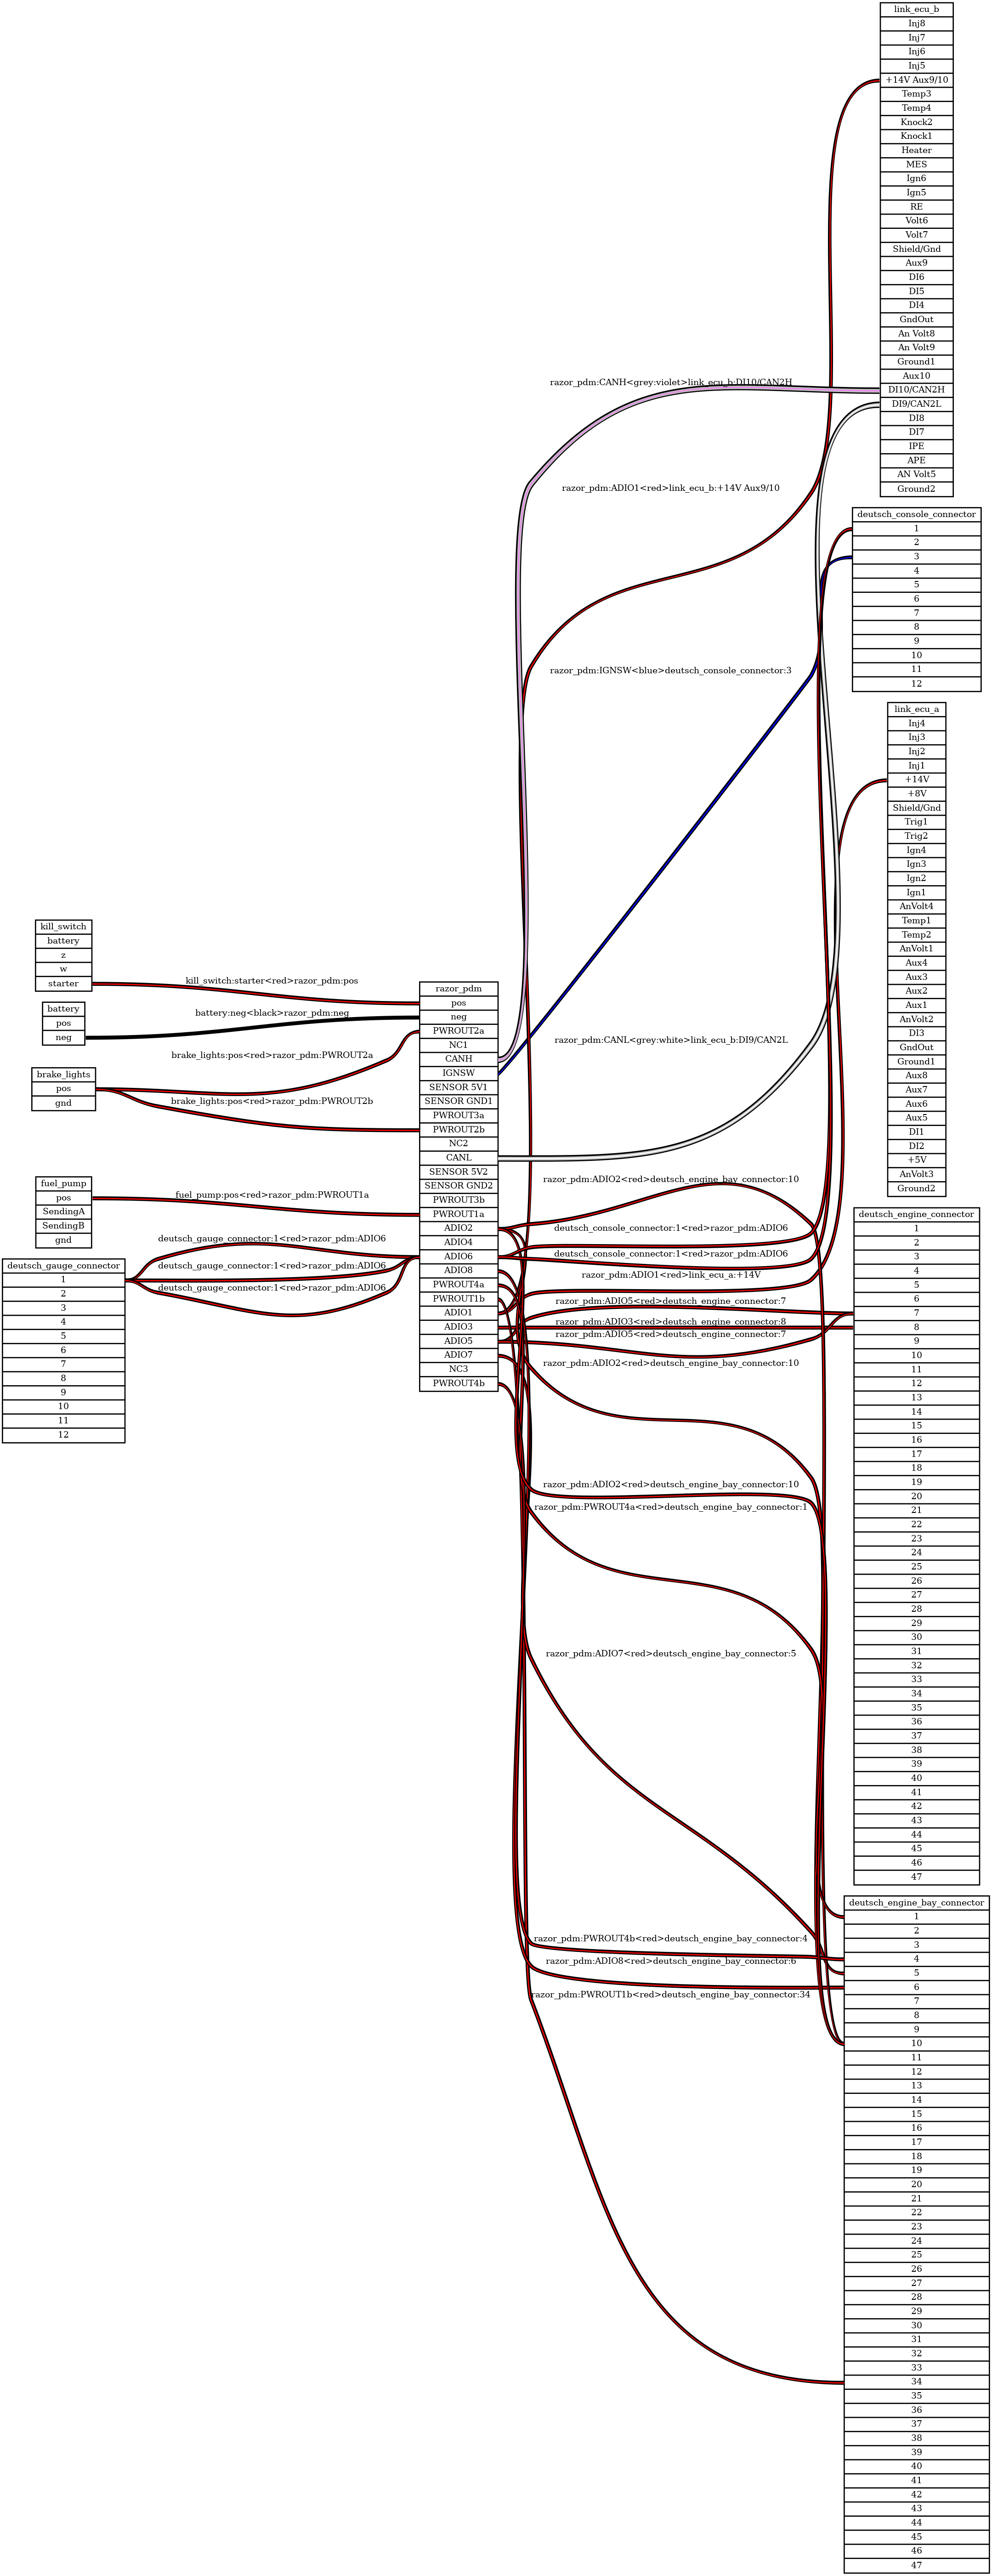 link_ecu_b
Inj8
Inj7
Inj6
Inj5
+14V Aux9/10
Temp3
Temp4
Knock2
Knock1
Heater
MES
Ign6
Ign5
RE
Volt6
Volt7
Shield/Gnd
Aux9
DI6
DI5
DI4
GndOut
An Volt8
An Volt9
Ground1
Aux10
DI10/CAN2H
DI9/CAN2L
DI8
DI7
IPE
APE
AN Volt5
Ground2
razor_pdm:CANH<grey:violet>link_ecu_b:DI10/CAN2H
razor_pdm:ADIO1<red>link_ecu_b:+14V Aux9/10
deutsch_console_connector
1
2
3
4
5
6
7
8
9
10
11
12
razor_pdm:IGNSW<blue>deutsch_console_connector:3
link_ecu_a
Inj4
Inj3
Inj2
Inj1
+14V
+8V
Shield/Gnd
Trig1
Trig2
Ign4
Ign3
Ign2
Ign1
AnVolt4
Temp1
Temp2
AnVolt1
Aux4
Aux3
Aux2
Aux1
AnVolt2
DI3
GndOut
Ground1
Aux8
Aux7
Aux6
Aux5
DI1
DI2
+5V
AnVolt3
Ground2
kill_switch
battery
z
w
starter
kill_switch:starter<red>razor_pdm:pos
battery
pos
neg
battery:neg<black>razor_pdm:neg
brake_lights
pos
gnd
brake_lights:pos<red>razor_pdm:PWROUT2a
brake_lights:pos<red>razor_pdm:PWROUT2b
fuel_pump
pos
SendingA
SendingB
gnd
fuel_pump:pos<red>razor_pdm:PWROUT1a
deutsch_gauge_connector
1
2
3
4
5
6
7
8
9
10
11
12
deutsch_gauge_connector:1<red>razor_pdm:ADIO6
deutsch_gauge_connector:1<red>razor_pdm:ADIO6
deutsch_gauge_connector:1<red>razor_pdm:ADIO6
razor_pdm
pos
neg
PWROUT2a
NC1
CANH
IGNSW
SENSOR 5V1
SENSOR GND1
PWROUT3a
PWROUT2b
NC2
CANL
SENSOR 5V2
SENSOR GND2
PWROUT3b
PWROUT1a
ADIO2
ADIO4
ADIO6
ADIO8
PWROUT4a
PWROUT1b
ADIO1
ADIO3
ADIO5
ADIO7
NC3
PWROUT4b
razor_pdm:CANL<grey:white>link_ecu_b:DI9/CAN2L
razor_pdm:ADIO2<red>deutsch_engine_bay_connector:10
deutsch_console_connector:1<red>razor_pdm:ADIO6
deutsch_console_connector:1<red>razor_pdm:ADIO6
razor_pdm:ADIO1<red>link_ecu_a:+14V
razor_pdm:ADIO5<red>deutsch_engine_connector:7
razor_pdm:ADIO3<red>deutsch_engine_connector:8
razor_pdm:ADIO5<red>deutsch_engine_connector:7
razor_pdm:ADIO2<red>deutsch_engine_bay_connector:10
razor_pdm:ADIO2<red>deutsch_engine_bay_connector:10
razor_pdm:PWROUT4a<red>deutsch_engine_bay_connector:1
razor_pdm:ADIO7<red>deutsch_engine_bay_connector:5
razor_pdm:PWROUT4b<red>deutsch_engine_bay_connector:4
razor_pdm:ADIO8<red>deutsch_engine_bay_connector:6
razor_pdm:PWROUT1b<red>deutsch_engine_bay_connector:34
deutsch_engine_connector
1
2
3
4
5
6
7
8
9
10
11
12
13
14
15
16
17
18
19
20
21
22
23
24
25
26
27
28
29
30
31
32
33
34
35
36
37
38
39
40
41
42
43
44
45
46
47
deutsch_engine_bay_connector
1
2
3
4
5
6
7
8
9
10
11
12
13
14
15
16
17
18
19
20
21
22
23
24
25
26
27
28
29
30
31
32
33
34
35
36
37
38
39
40
41
42
43
44
45
46
47